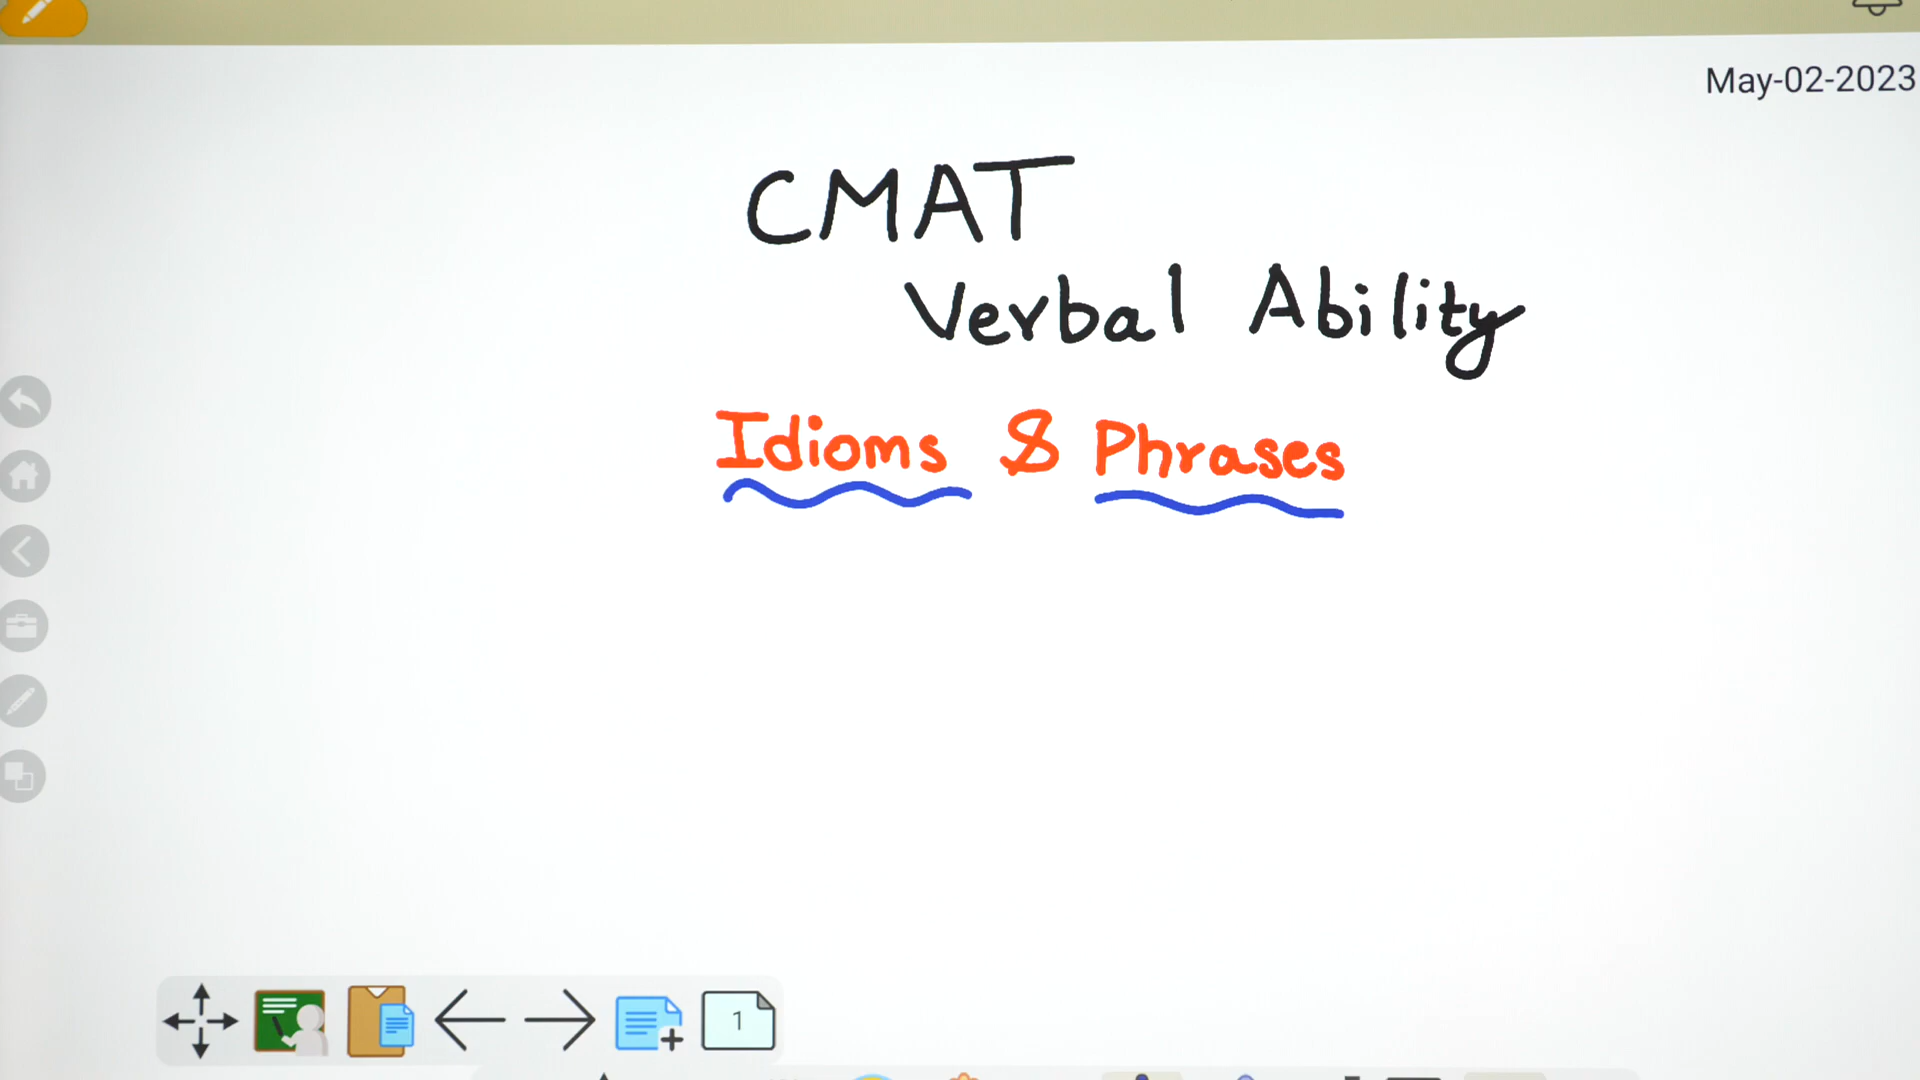 May-02-2023
CMAT
Verbal Ability
Idioms & Phrases
1